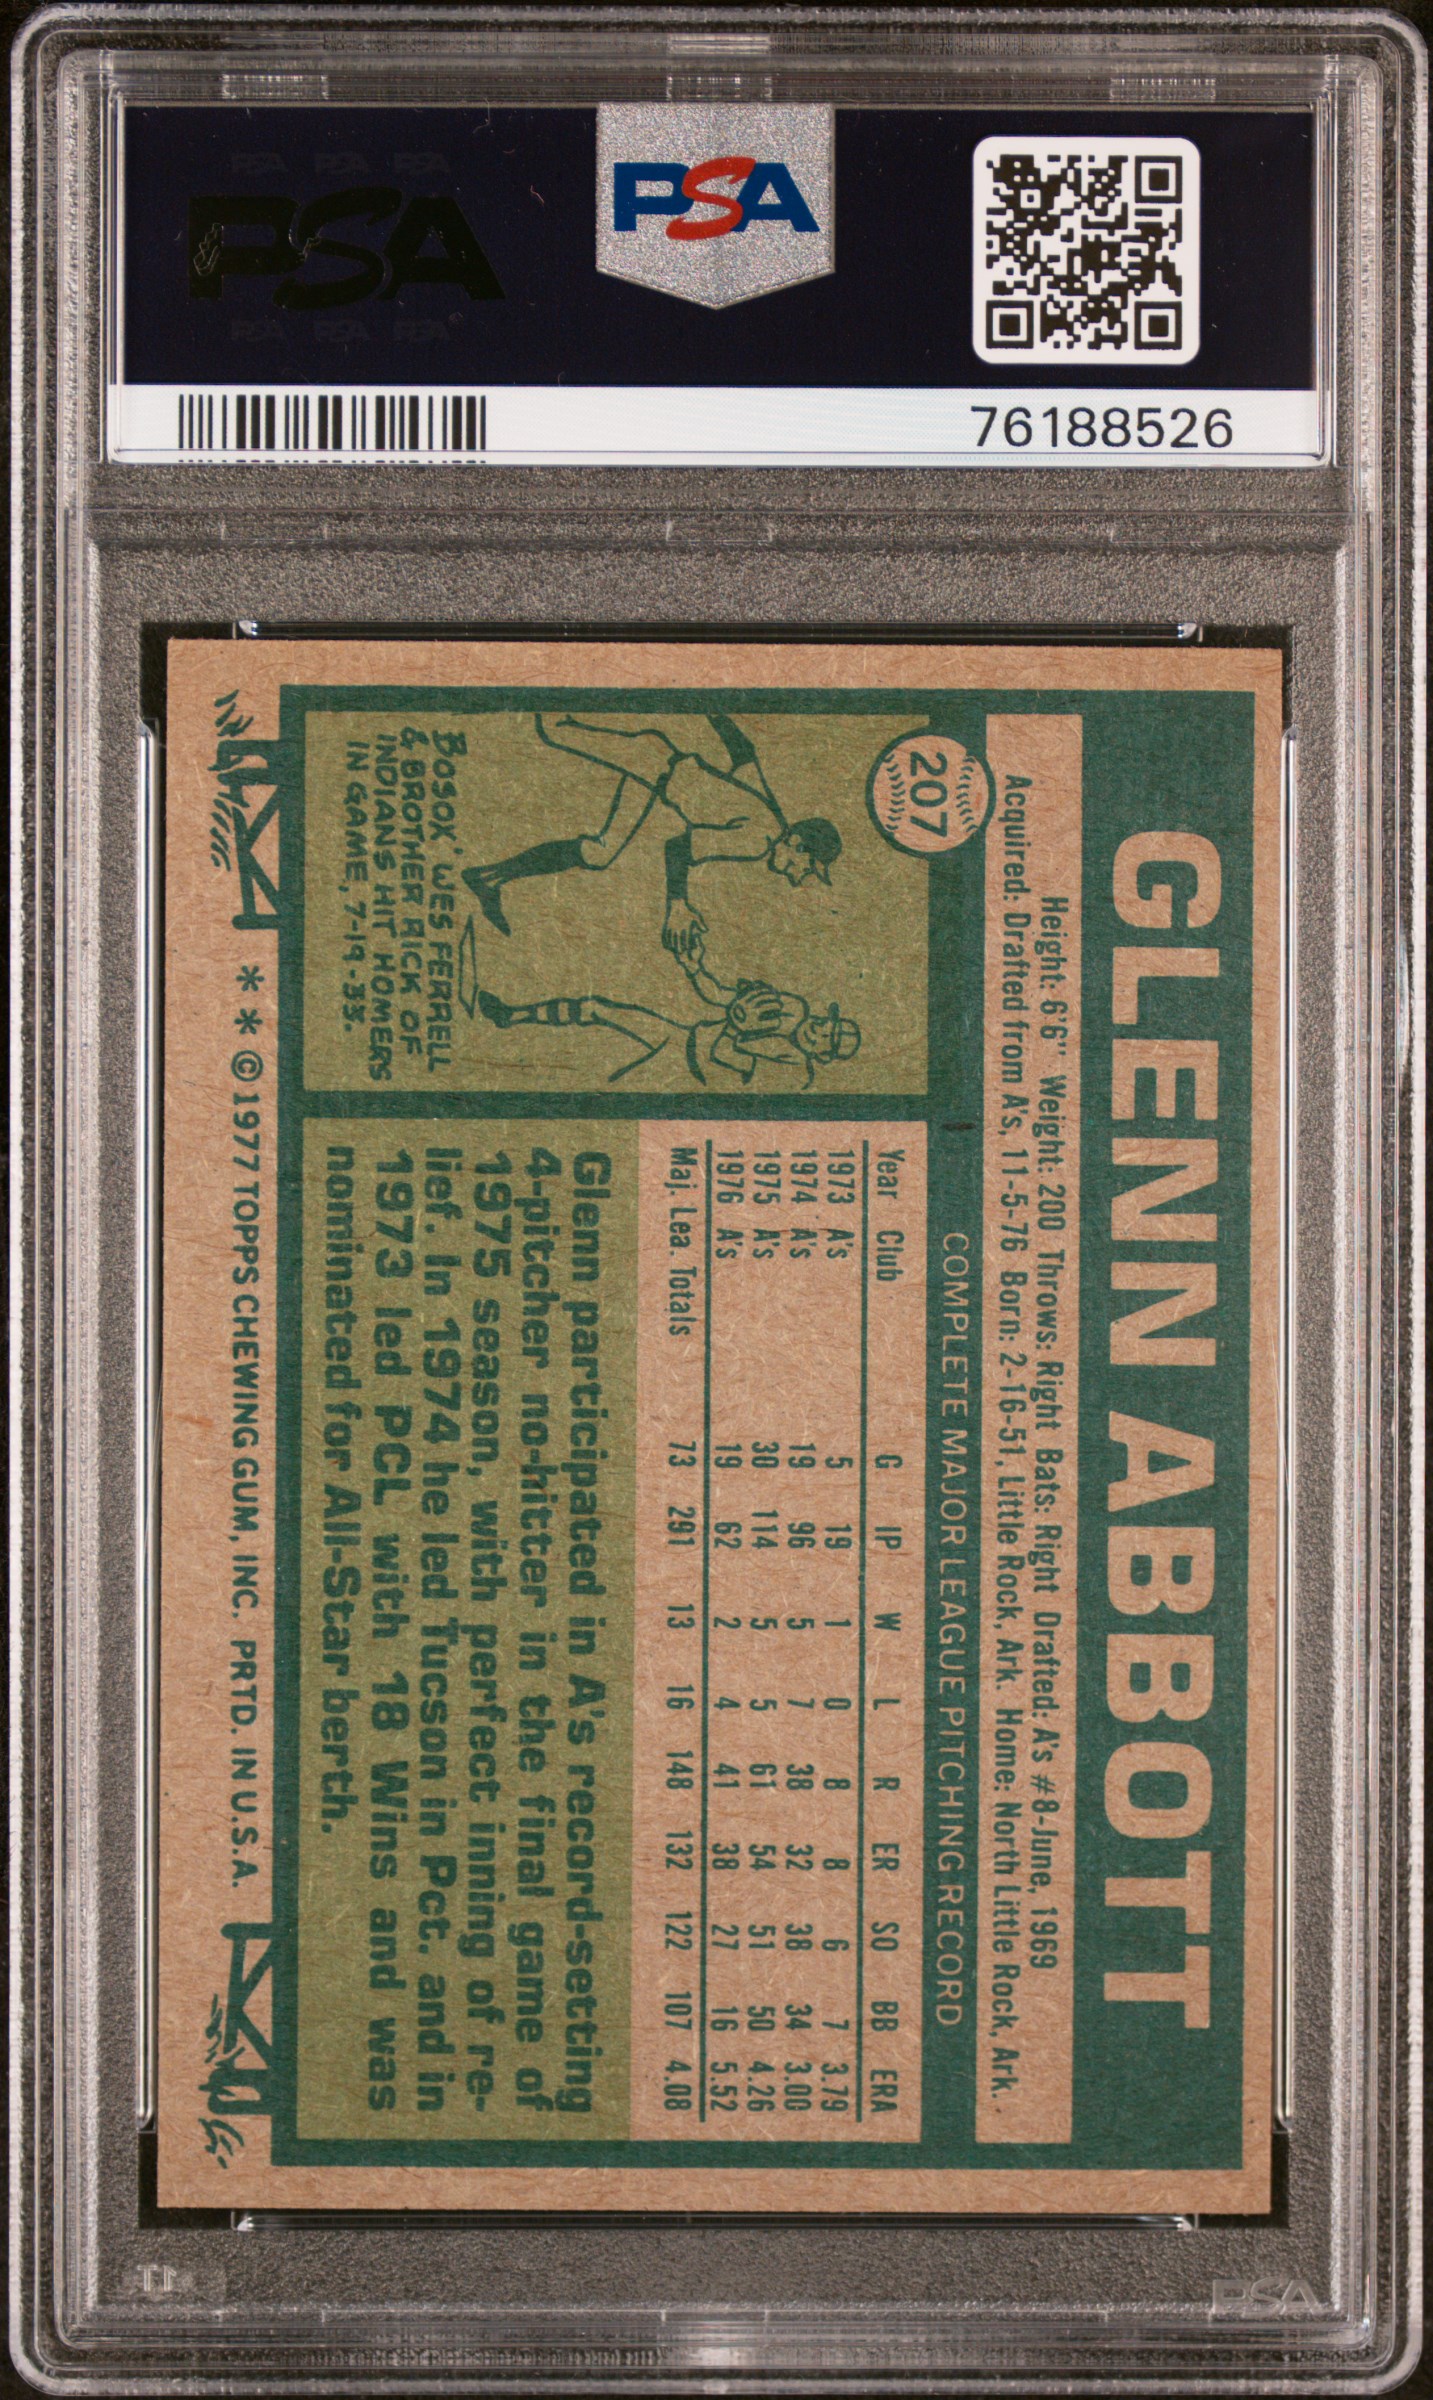 PSA
PSA PSA PSA
PSA
PSA PSA PSA
76188526
GLENN ABBOTT
Height: 6'6" Weight: 200 Throws: Right Bats: Right Drafted: A's #8-June, 1969
Acquired: Drafted from A's, 11-5-76 Born: 2-16-51, Little Rock, Ark. Home: North Little Rock, Ark.
207
COMPLETE MAJOR LEAGUE PITCHING RECORD
Year Club G IP W L R ER SO BB ERA
1973 A's 5 19 1 0 8 8 6 7 3.79
1974 A's 19 96 5 7 38 32 38 34 3.00
1975 A's 30 114 5 5 61 54 51 50 4.26
1976 A's 19 62 2 4 41 38 27 16 5.52
Maj. Lea. Totals 73 291 13 16 148 132 122 107 4.08
BOSOX' WES FERRELL
& BROTHER RICK OF
INDIANS HIT HOMERS
IN GAME, 7-19-33.
Glenn participated in A's record-setting
4-pitcher no-hitter in the final game of
1975 season, with perfect inning of re-
lief. In 1974 he led Tucson in Pct. and in
1973 led PCL with 18 Wins and was
nominated for All-Star berth.
* * © 1977 TOPPS CHEWING GUM, INC. PRTD. IN U.S.A.
PSA